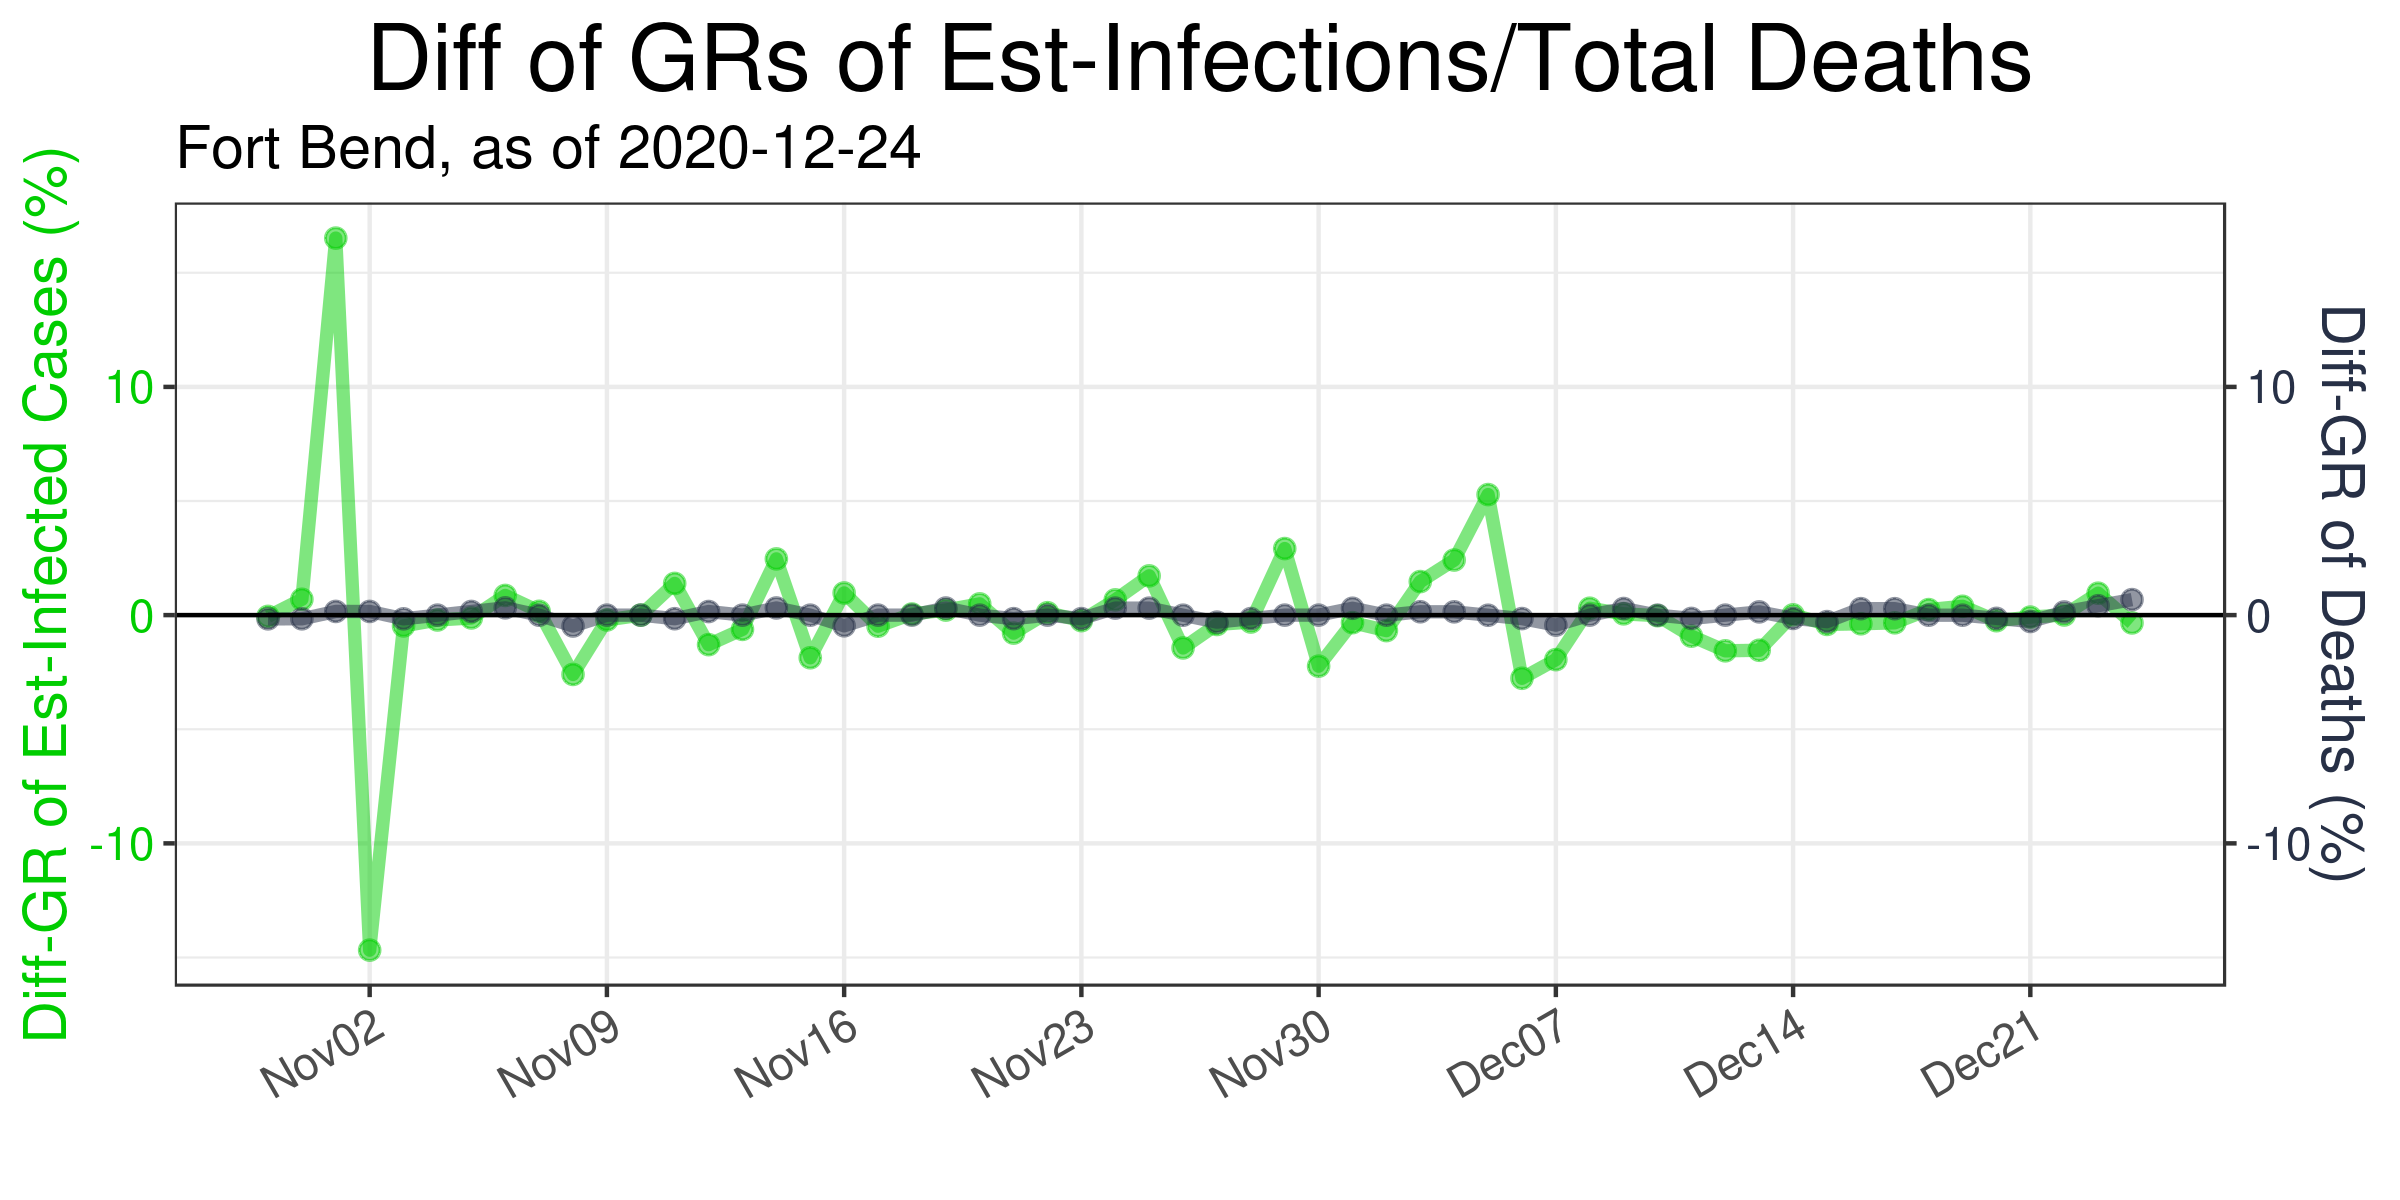 Diff of GRs of Est-Infections/Total Deaths
Fort Bend, as of 2020-12-24
Diff-GR of Est-Infected Cases (%)
10
0
-10
10
0
-10
Diff-GR of Deaths (%)
Nov02
Nov09
Nov16
Nov23
Nov30
Dec07
Dec14
Dec21